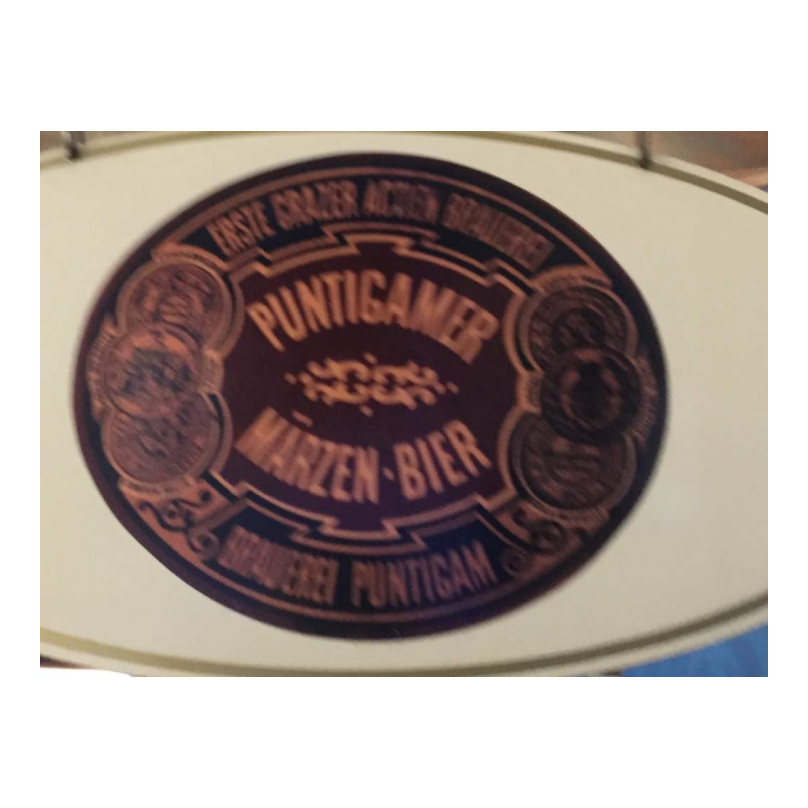 ERSTE GRAZER ACTIEN BRAUEREI
PUNTIGAMER
MÄRZEN·BIER
BRAUEREI PUNTIGAM